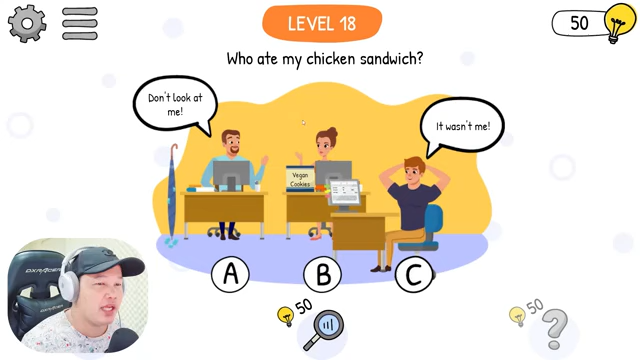 LEVEL 18
50
Who ate my chicken sandwich?
Don't look at
me!
It wasn't me!
Vegan
Cookies
DXRACER
A
B
C
50
50
?